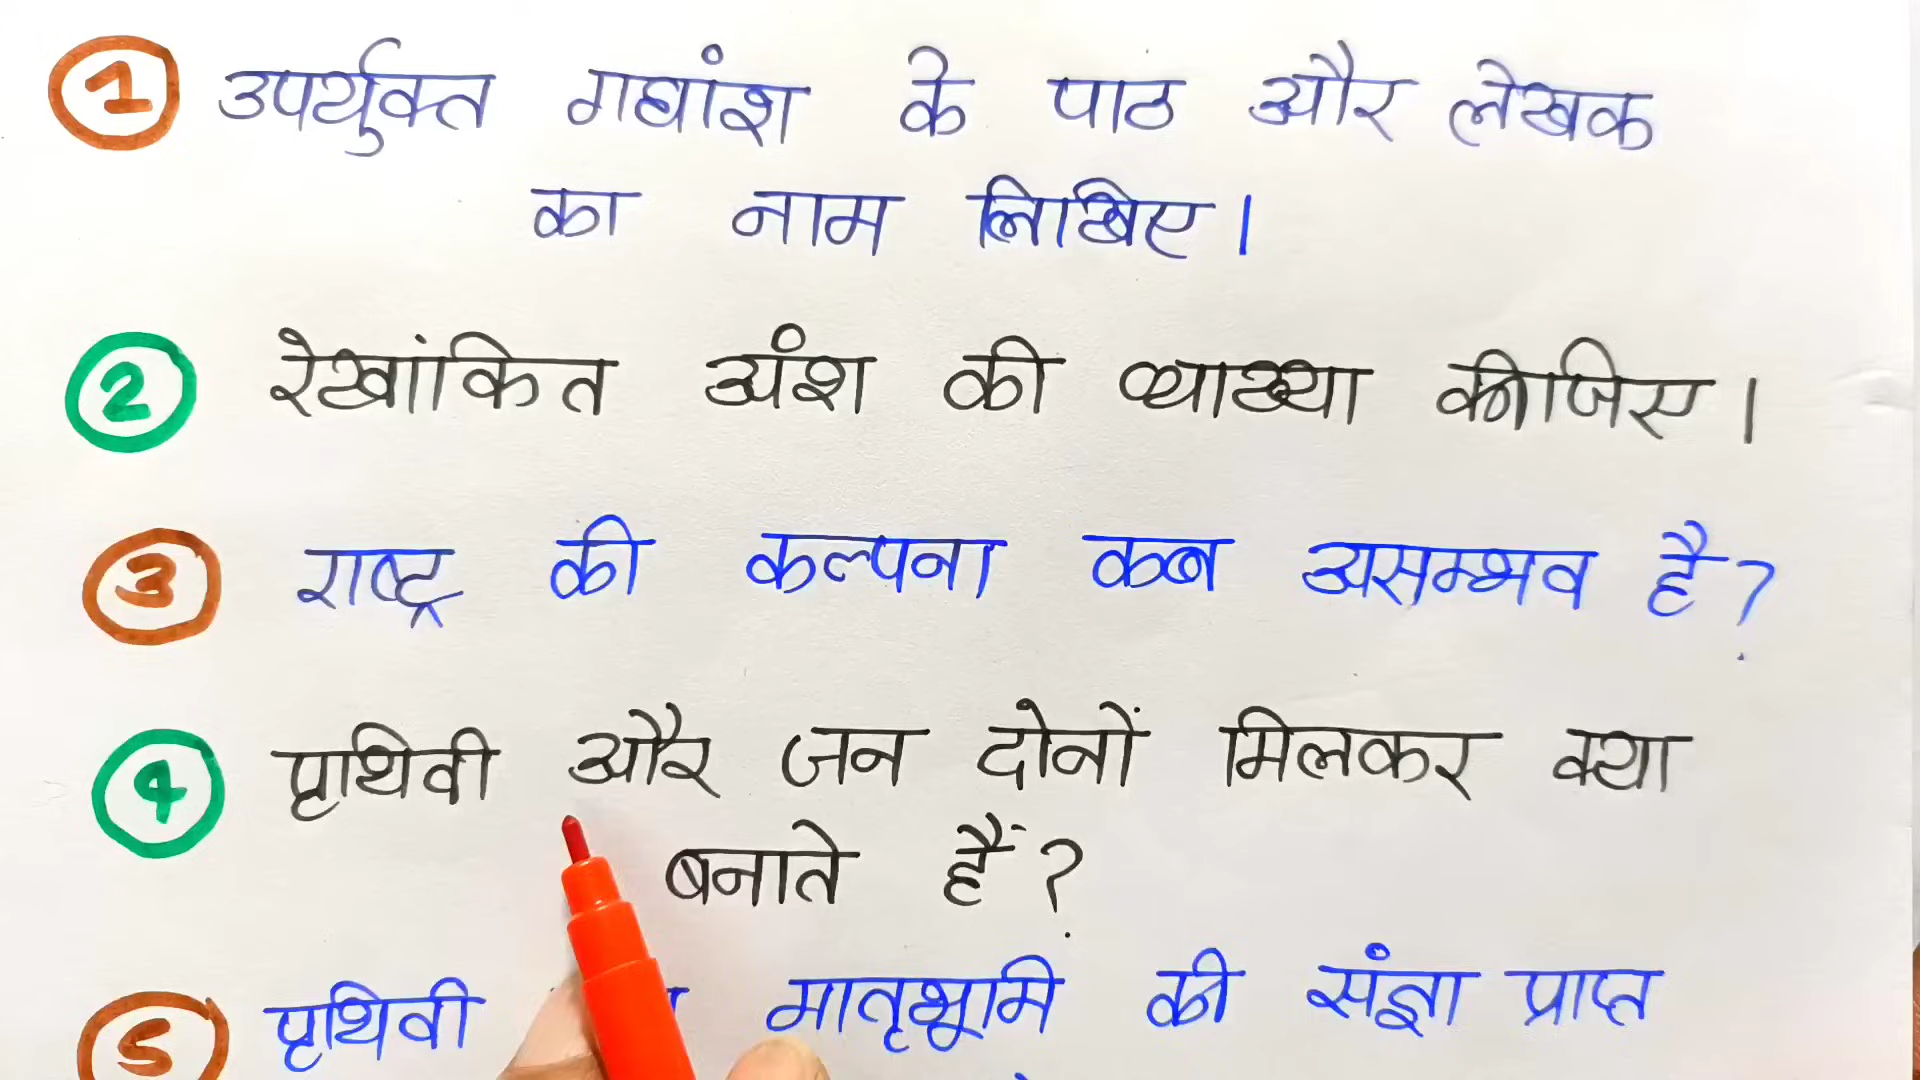 1 उपर्युक्त गद्यांश के पाठ और लेखक
का नाम लिखिए।
2 रेखांकित अंश की व्याख्या कीजिए।
3 राष्ट्र की कल्पना कब असम्भव है?
4 पृथिवी और जन दोनों मिलकर क्या
बनाते हैं?
5 पृथिवी मातृभूमि की संज्ञा प्राप्त